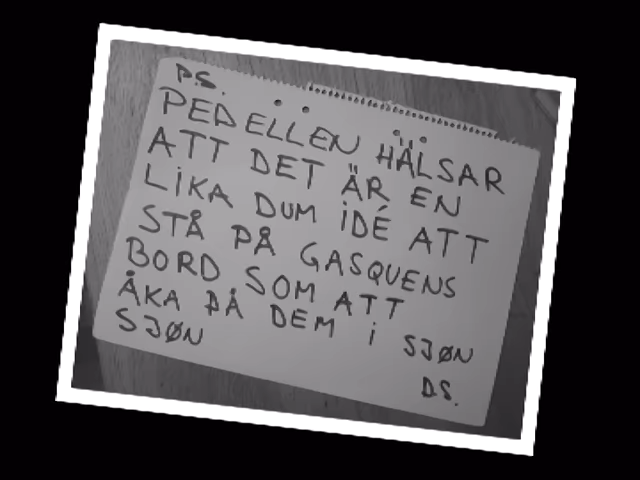 P.S.
PEDELLEN HÄLSAR
ATT DET ÄR EN
LIKA DUM IDÉ ATT
STÅ PÅ GASQUENS
BORD SOM ATT
ÅKA PÅ DEM i SJØN
SJØN
DS.